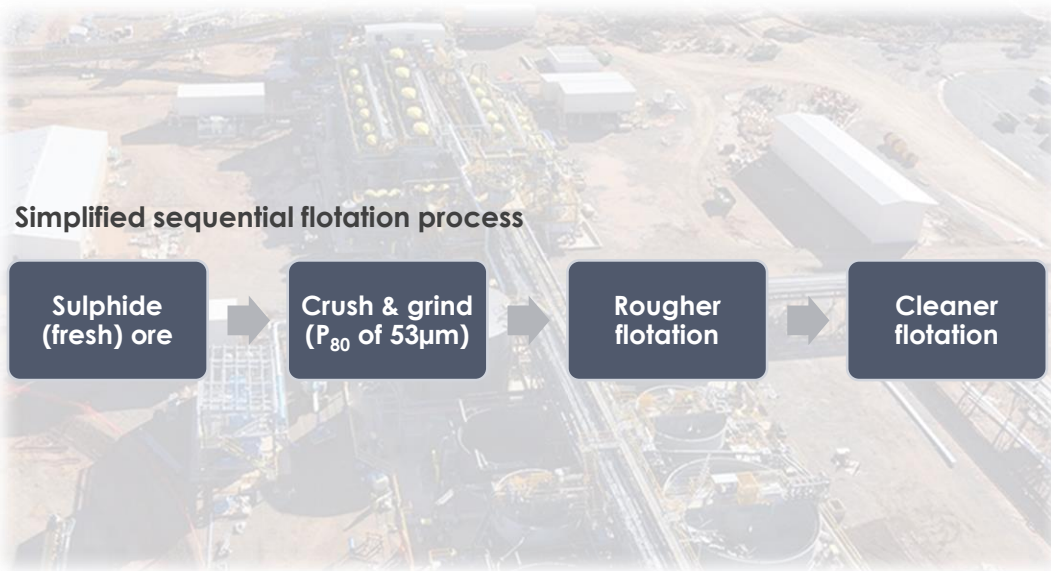 Simplified sequential flotation process
Sulphide
(fresh) ore
Crush & grind
(P80 of 53µm)
Rougher
flotation
Cleaner
flotation